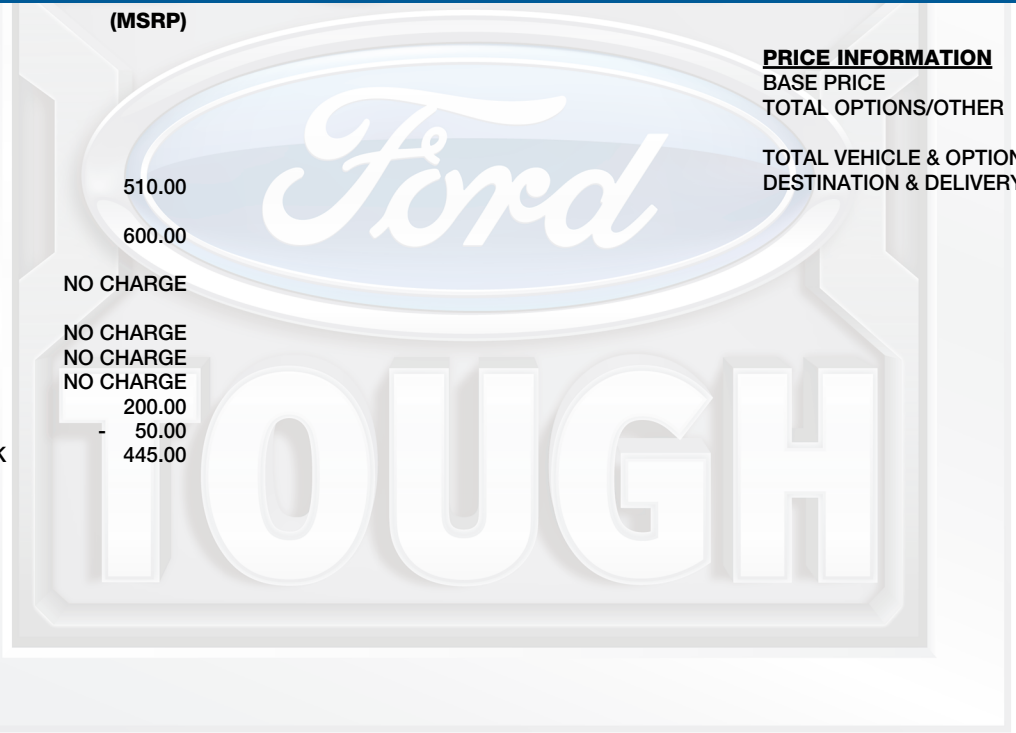 (MSRP)
PRICE INFORMATION
BASE PRICE
TOTAL OPTIONS/OTHER
TOTAL VEHICLE & OPTION
DESTINATION & DELIVERY
510.00
600.00
NO CHARGE
NO CHARGE
NO CHARGE
NO CHARGE
200.00
- 50.00
K 445.00
Ford
TOUGH